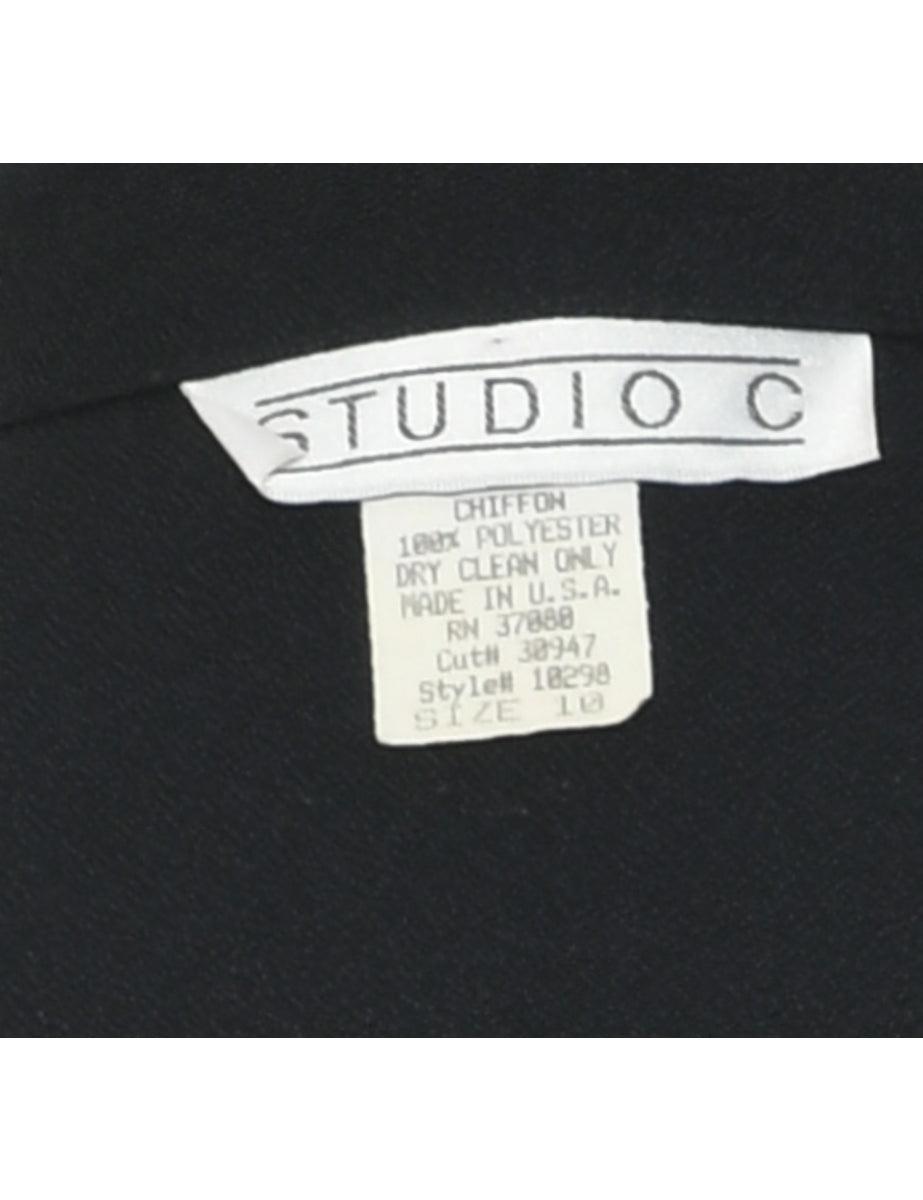 STUDIO C
CHIFFON
100% POLYESTER
DRY CLEAN ONLY
MADE IN U.S.A.
RN 37080
Cut# 30947
Style# 10298
SIZE 10